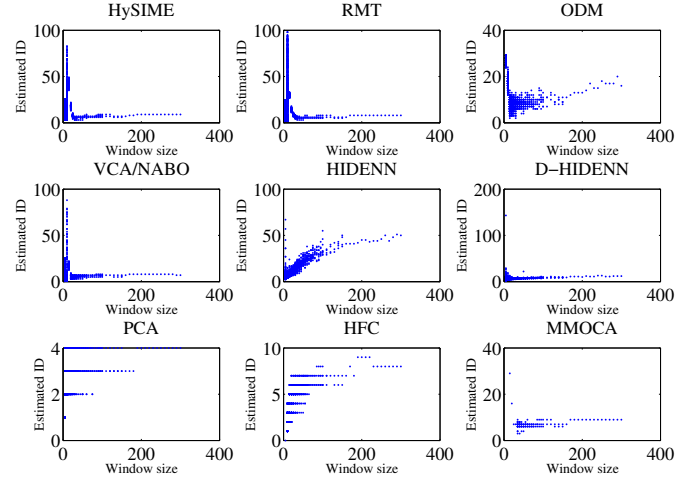 HySIME
RMT
ODM
Estimated ID
100
50
0
0
200
400
Window size
Estimated ID
100
50
0
0
200
400
Window size
Estimated ID
40
20
0
0
200
400
Window size
VCA/NABO
HIDENN
D−HIDENN
Estimated ID
100
50
0
0
200
400
Window size
Estimated ID
100
50
0
0
200
400
Window size
Estimated ID
200
100
0
0
200
400
Window size
PCA
HFC
MMOCA
Estimated ID
4
2
0
0
200
400
Window size
Estimated ID
10
5
0
0
200
400
Window size
Estimated ID
40
20
0
0
200
400
Window size